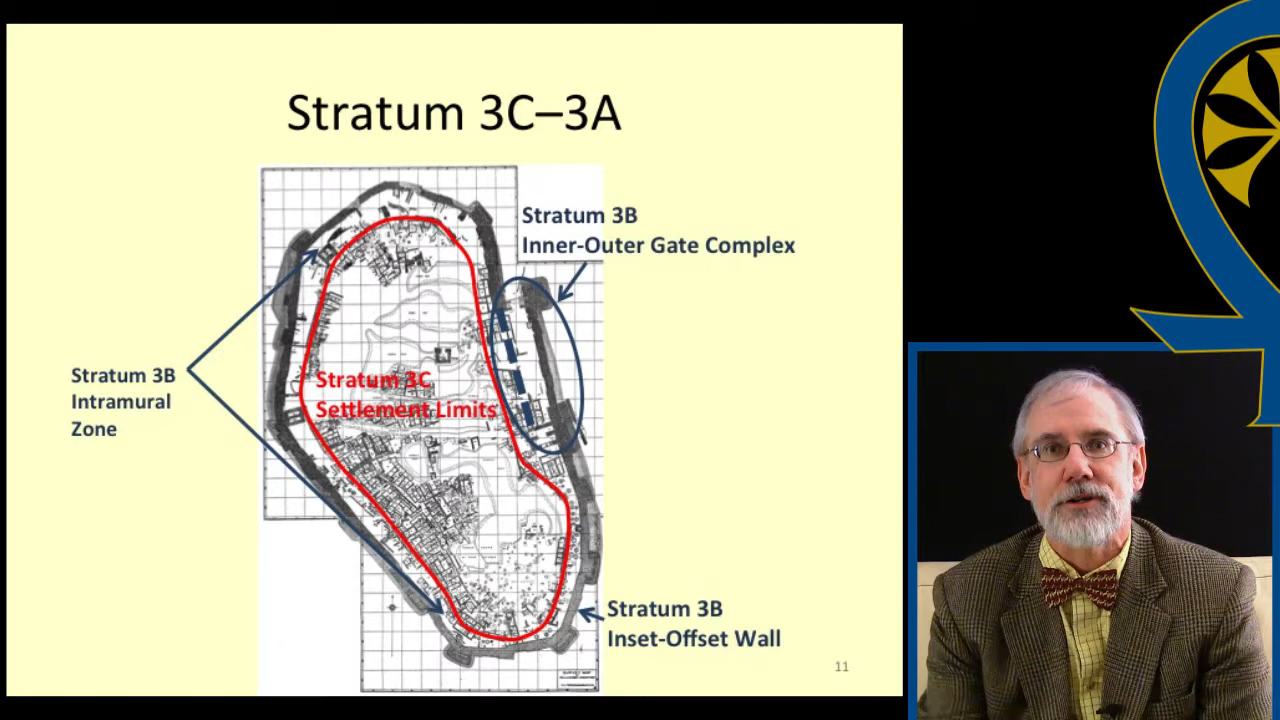 Stratum 3C–3A
Stratum 3B
Inner-Outer Gate Complex
Stratum 3B
Intramural
Zone
Stratum 3C
Settlement Limits
Stratum 3B
Inset-Offset Wall
11